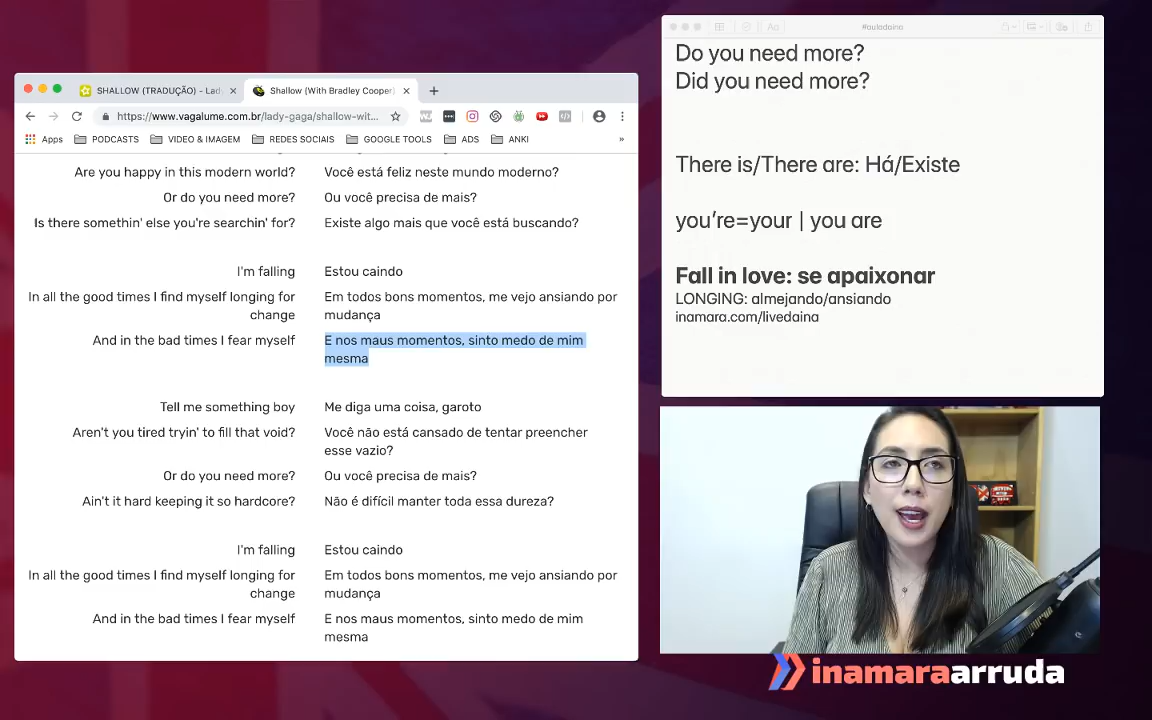 SHALLOW (TRADUÇÃO) - Lad
Shallow (With Bradley Cooper)
https://www.vagalume.com.br/lady-gaga/shallow-wit...
Apps
PODCASTS
VIDEO & IMAGEM
REDES SOCIAIS
GOOGLE TOOLS
ADS
ANKI
»
Are you happy in this modern world?
Você está feliz neste mundo moderno?
Or do you need more?
Ou você precisa de mais?
Is there somethin' else you're searchin' for?
Existe algo mais que você está buscando?
I'm falling
Estou caindo
In all the good times I find myself longing for
change
Em todos bons momentos, me vejo ansiando por
mudança
And in the bad times I fear myself
E nos maus momentos, sinto medo de mim
mesma
Tell me something boy
Me diga uma coisa, garoto
Aren't you tired tryin' to fill that void?
Você não está cansado de tentar preencher
esse vazio?
Or do you need more?
Ou você precisa de mais?
Ain't it hard keeping it so hardcore?
Não é difícil manter toda essa dureza?
I'm falling
Estou caindo
In all the good times I find myself longing for
change
Em todos bons momentos, me vejo ansiando por
mudança
And in the bad times I fear myself
E nos maus momentos, sinto medo de mim
mesma
Aa
#auladaina
Do you need more?
Did you need more?
There is/There are: Há/Existe
you're=your | you are
Fall in love: se apaixonar
LONGING: almejando/ansiando
inamara.com/livedaina
inamaraarruda